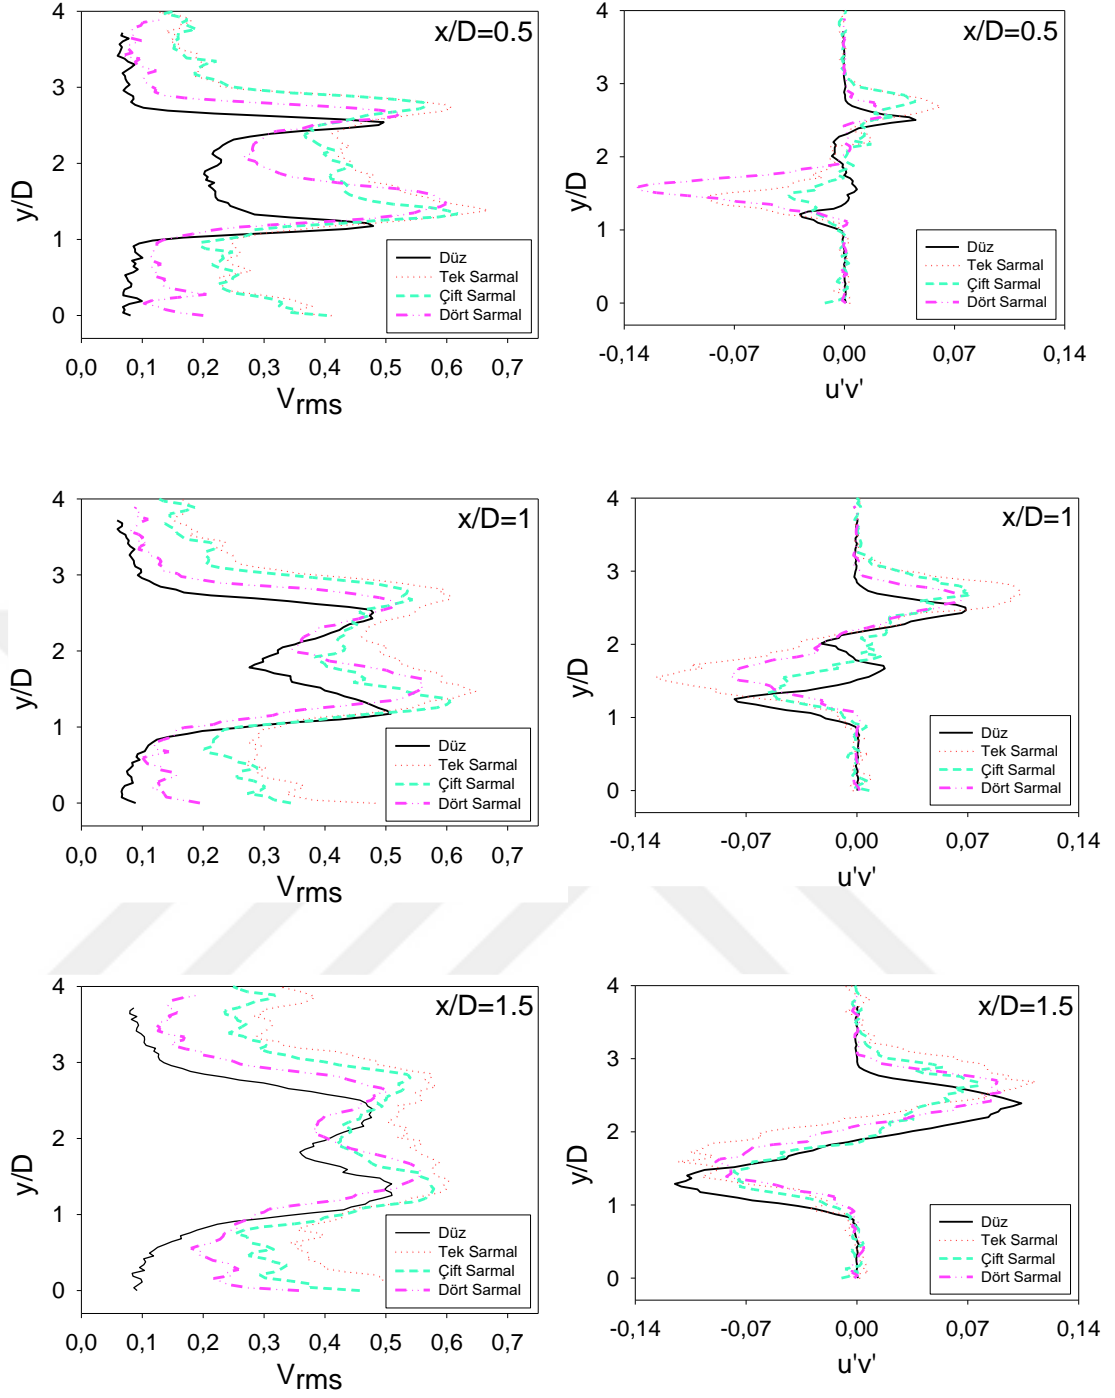 4
3
2
1
0
y/D
x/D=0.5
Düz
Tek Sarmal
Çift Sarmal
Dört Sarmal
0,0 0,1 0,2 0,3 0,4 0,5 0,6 0,7
Vrms
4
3
2
1
0
y/D
x/D=0.5
Düz
Tek Sarmal
Çift Sarmal
Dört Sarmal
-0,14 -0,07 0,00 0,07 0,14
u'v'
4
3
2
1
0
y/D
x/D=1
Düz
Tek Sarmal
Çift Sarmal
Dört Sarmal
0,0 0,1 0,2 0,3 0,4 0,5 0,6 0,7
Vrms
4
3
2
1
0
y/D
x/D=1
Düz
Tek Sarmal
Çift Sarmal
Dört Sarmal
-0,14 -0,07 0,00 0,07 0,14
u'v'
4
3
2
1
0
y/D
x/D=1.5
Düz
Tek Sarmal
Çift Sarmal
Dört Sarmal
0,0 0,1 0,2 0,3 0,4 0,5 0,6 0,7
Vrms
4
3
2
1
0
y/D
x/D=1.5
Düz
Tek Sarmal
Çift Sarmal
Dört Sarmal
-0,14 -0,07 0,00 0,07 0,14
u'v'